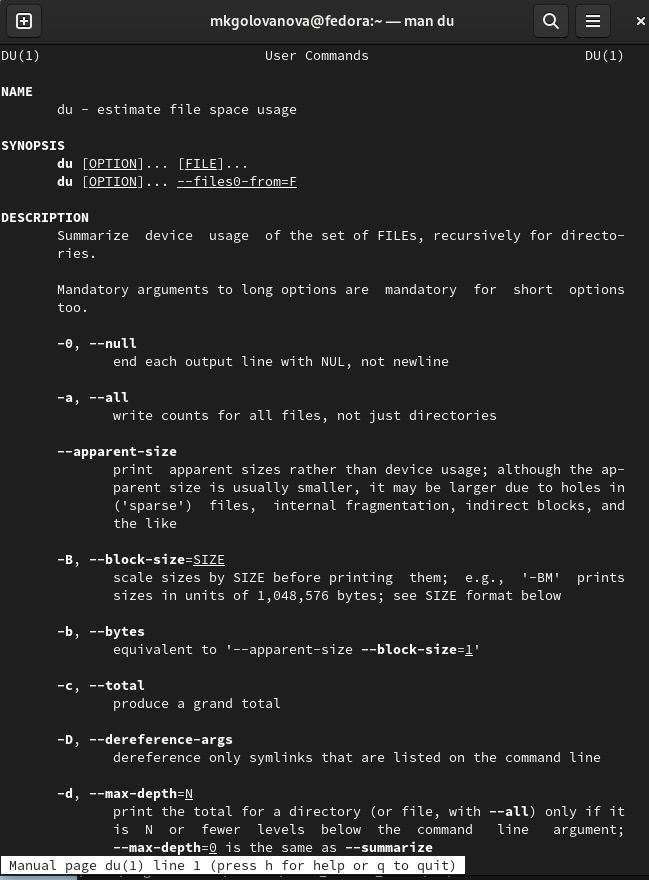 mkgolovanova@fedora:~ — man du
DU(1) User Commands DU(1)
NAME
du - estimate file space usage
SYNOPSIS
du [OPTION]... [FILE]...
du [OPTION]... --files0-from=F
DESCRIPTION
Summarize device usage of the set of FILEs, recursively for directo-
ries.
Mandatory arguments to long options are mandatory for short options
too.
-0, --null
end each output line with NUL, not newline
-a, --all
write counts for all files, not just directories
--apparent-size
print apparent sizes rather than device usage; although the ap-
parent size is usually smaller, it may be larger due to holes in
('sparse') files, internal fragmentation, indirect blocks, and
the like
-B, --block-size=SIZE
scale sizes by SIZE before printing them; e.g., '-BM' prints
sizes in units of 1,048,576 bytes; see SIZE format below
-b, --bytes
equivalent to '--apparent-size --block-size=1'
-c, --total
produce a grand total
-D, --dereference-args
dereference only symlinks that are listed on the command line
-d, --max-depth=N
print the total for a directory (or file, with --all) only if it
is N or fewer levels below the command line argument;
--max-depth=0 is the same as --summarize
Manual page du(1) line 1 (press h for help or q to quit)